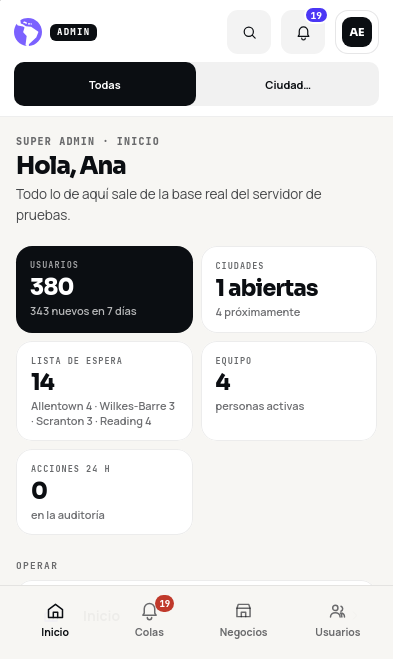 ADMIN
19
AE
Todas
Ciudad…
SUPER ADMIN · INICIO
Hola, Ana
Todo lo de aquí sale de la base real del servidor de
pruebas.
USUARIOS
380
343 nuevos en 7 días
CIUDADES
1 abiertas
4 próximamente
LISTA DE ESPERA
14
Allentown 4 · Wilkes-Barre 3
· Scranton 3 · Reading 4
EQUIPO
4
personas activas
ACCIONES 24 H
0
en la auditoría
OPERAR
Inicio
19
Inicio
Colas
Negocios
Usuarios